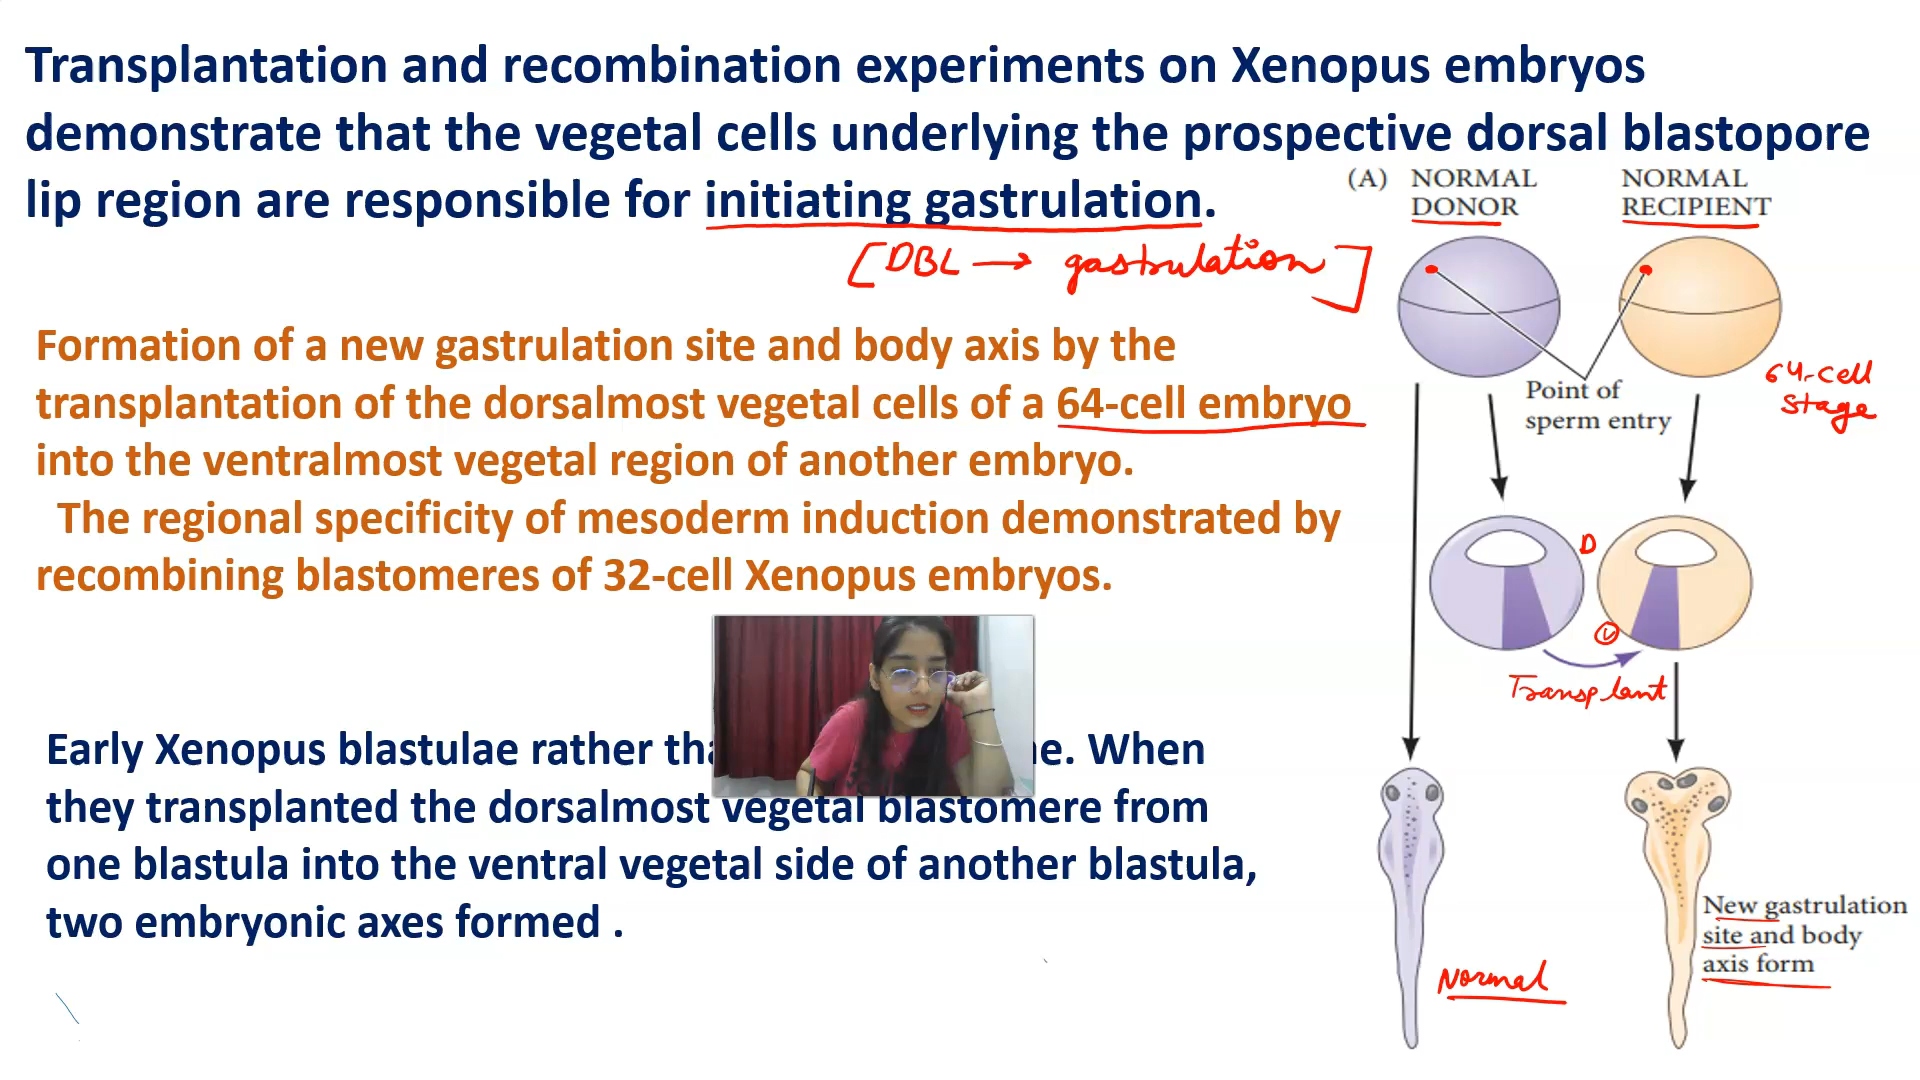 Transplantation and recombination experiments on Xenopus embryos
demonstrate that the vegetal cells underlying the prospective dorsal blastopore
lip region are responsible for initiating gastrulation.
[DBL → gastrulation]
(A) NORMAL DONOR
NORMAL RECIPIENT
Formation of a new gastrulation site and body axis by the
transplantation of the dorsalmost vegetal cells of a 64-cell embryo
into the ventralmost vegetal region of another embryo.
The regional specificity of mesoderm induction demonstrated by
recombining blastomeres of 32-cell Xenopus embryos.
Point of
sperm entry
64-cell
stage
D
V
Transplant
Early Xenopus blastulae rather ne. When
they transplanted the dorsalmost vegetal blastomere from
one blastula into the ventral vegetal side of another blastula,
two embryonic axes formed .
Normal
New gastrulation
site and body
axis form